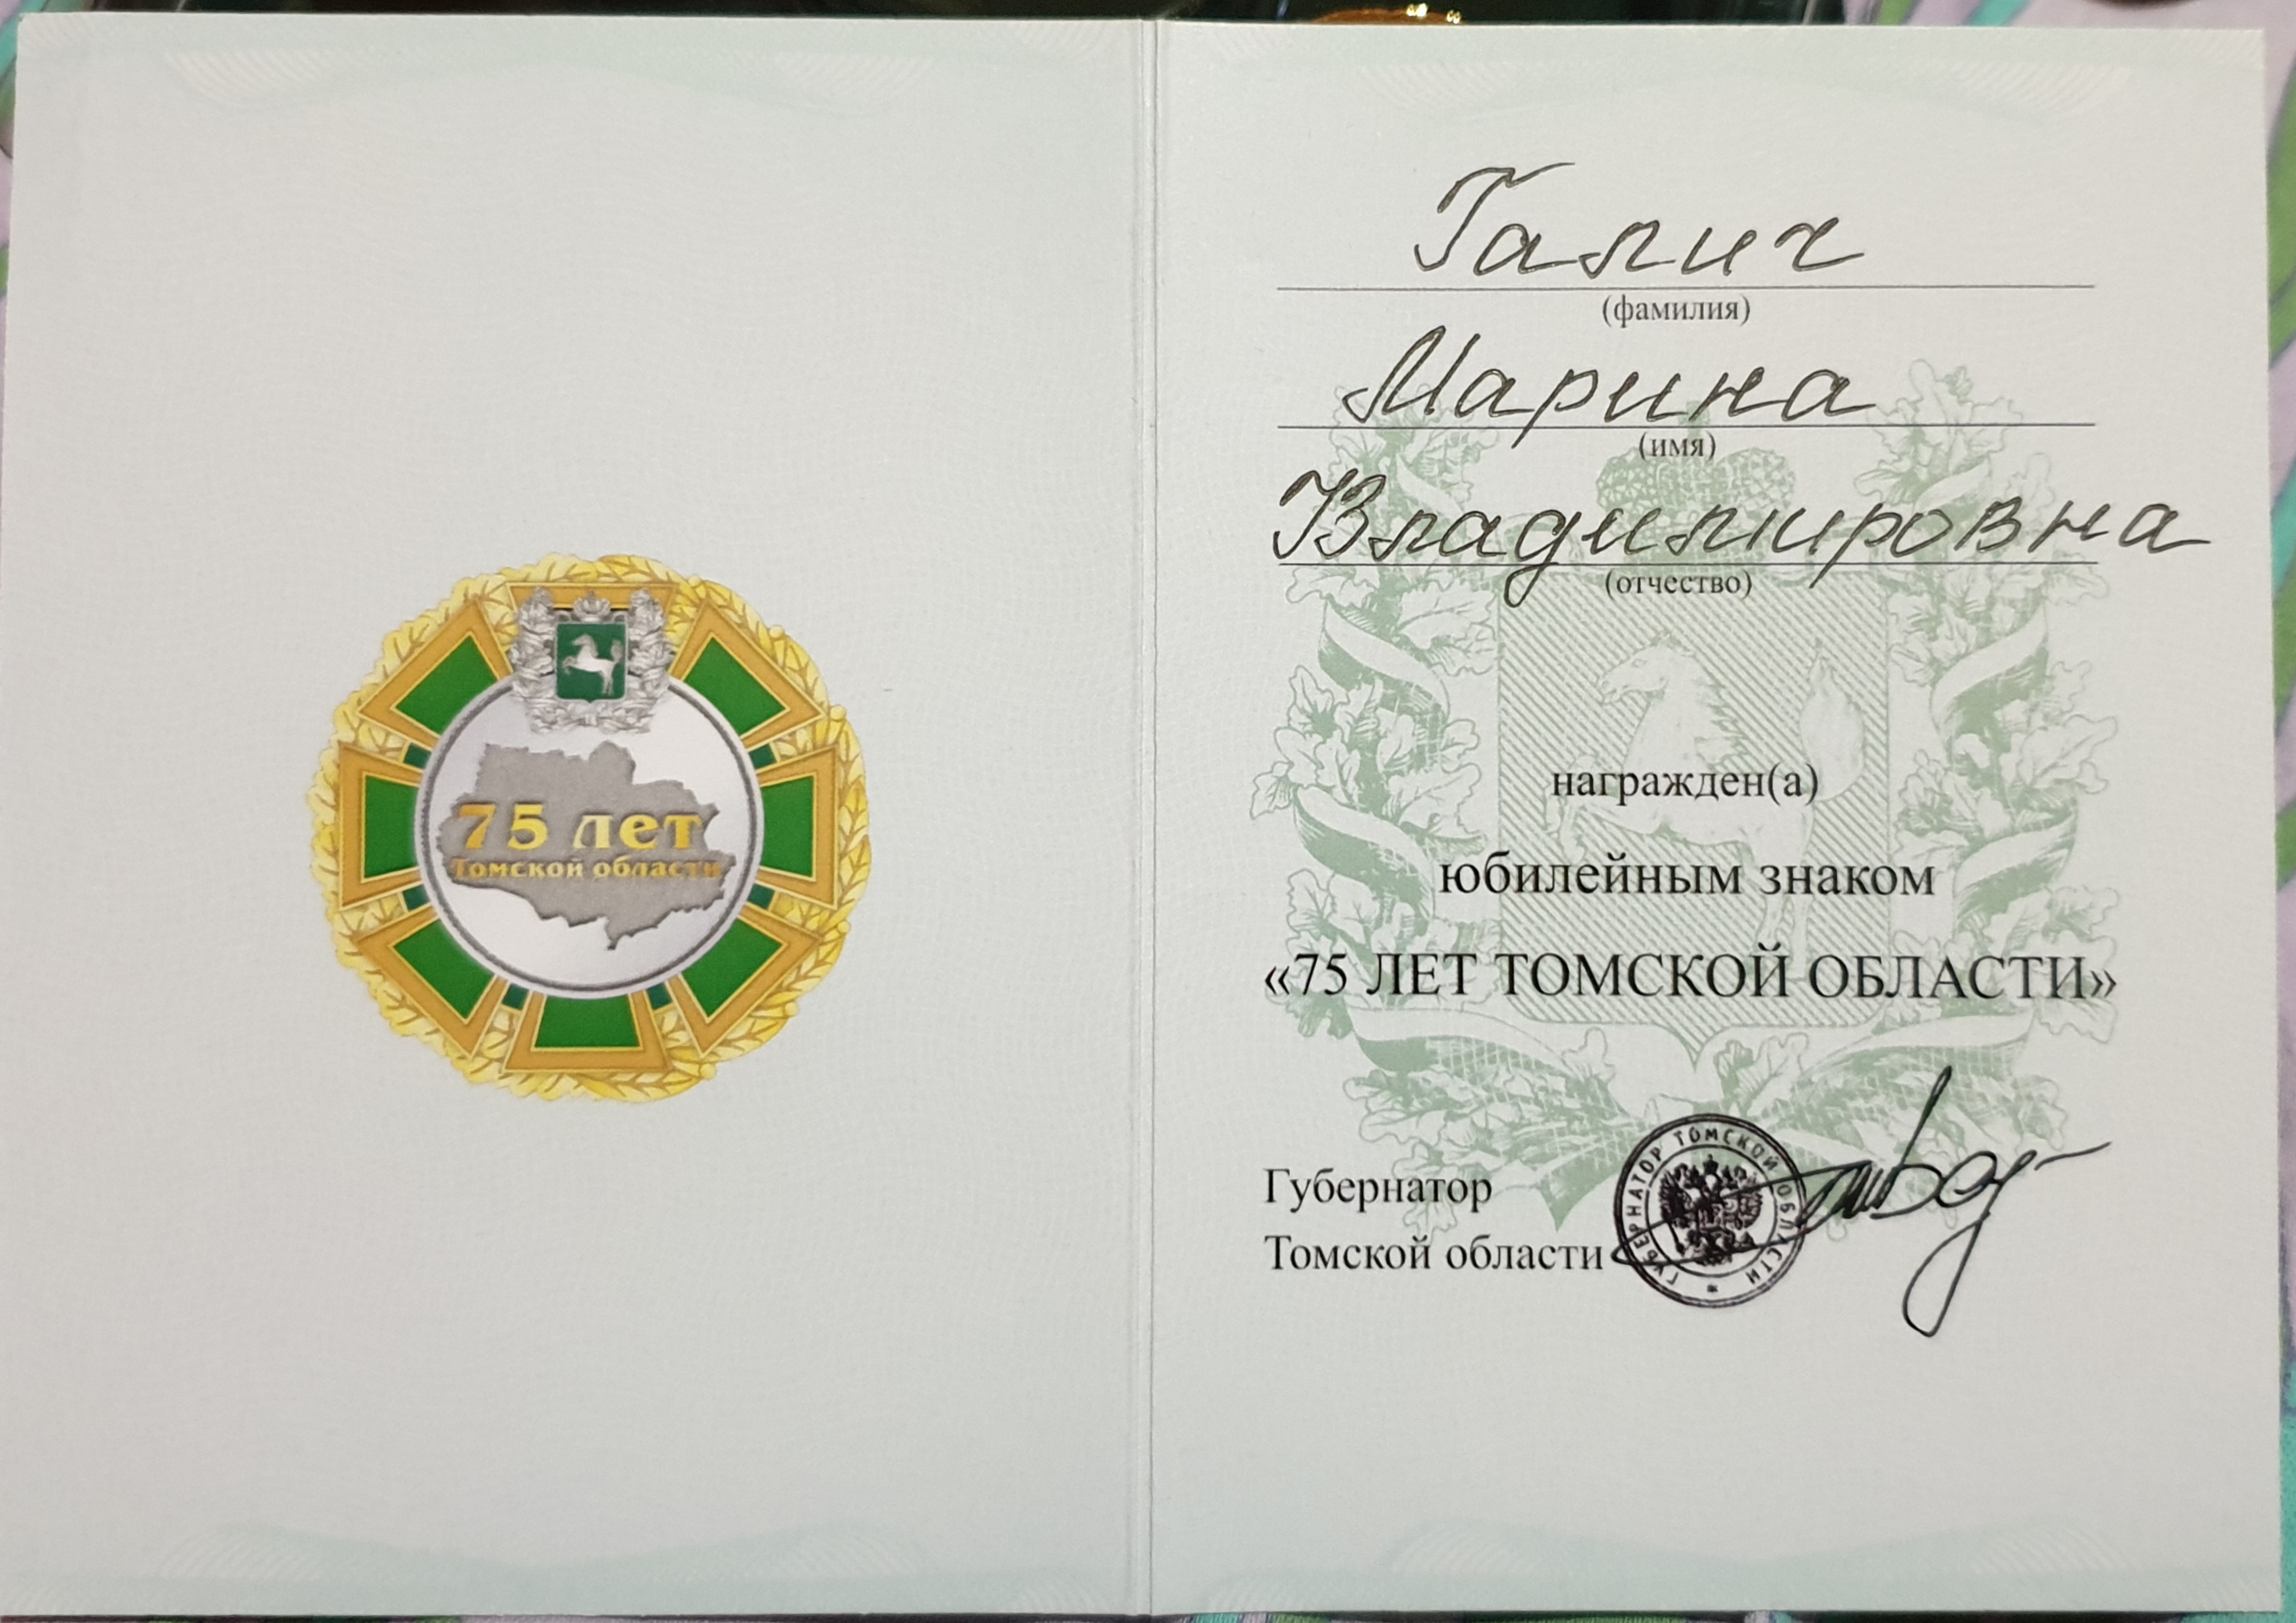 75 лет
Томской области
Галич
(фамилия)
Марина
(имя)
Владимировна
(отчество)
награжден(а)
юбилейным знаком
«75 ЛЕТ ТОМСКОЙ ОБЛАСТИ»
Губернатор
Томской области
ГУБЕРНАТОР ТОМСКОЙ ОБЛАСТИ